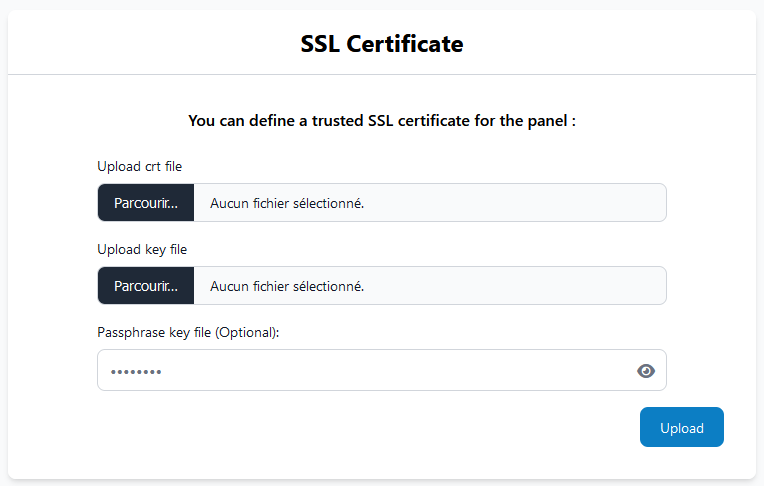 SSL Certificate
You can define a trusted SSL certificate for the panel :
Upload crt file
Parcourir... Aucun fichier sélectionné.
Upload key file
Parcourir... Aucun fichier sélectionné.
Passphrase key file (Optional):
••••••••
Upload